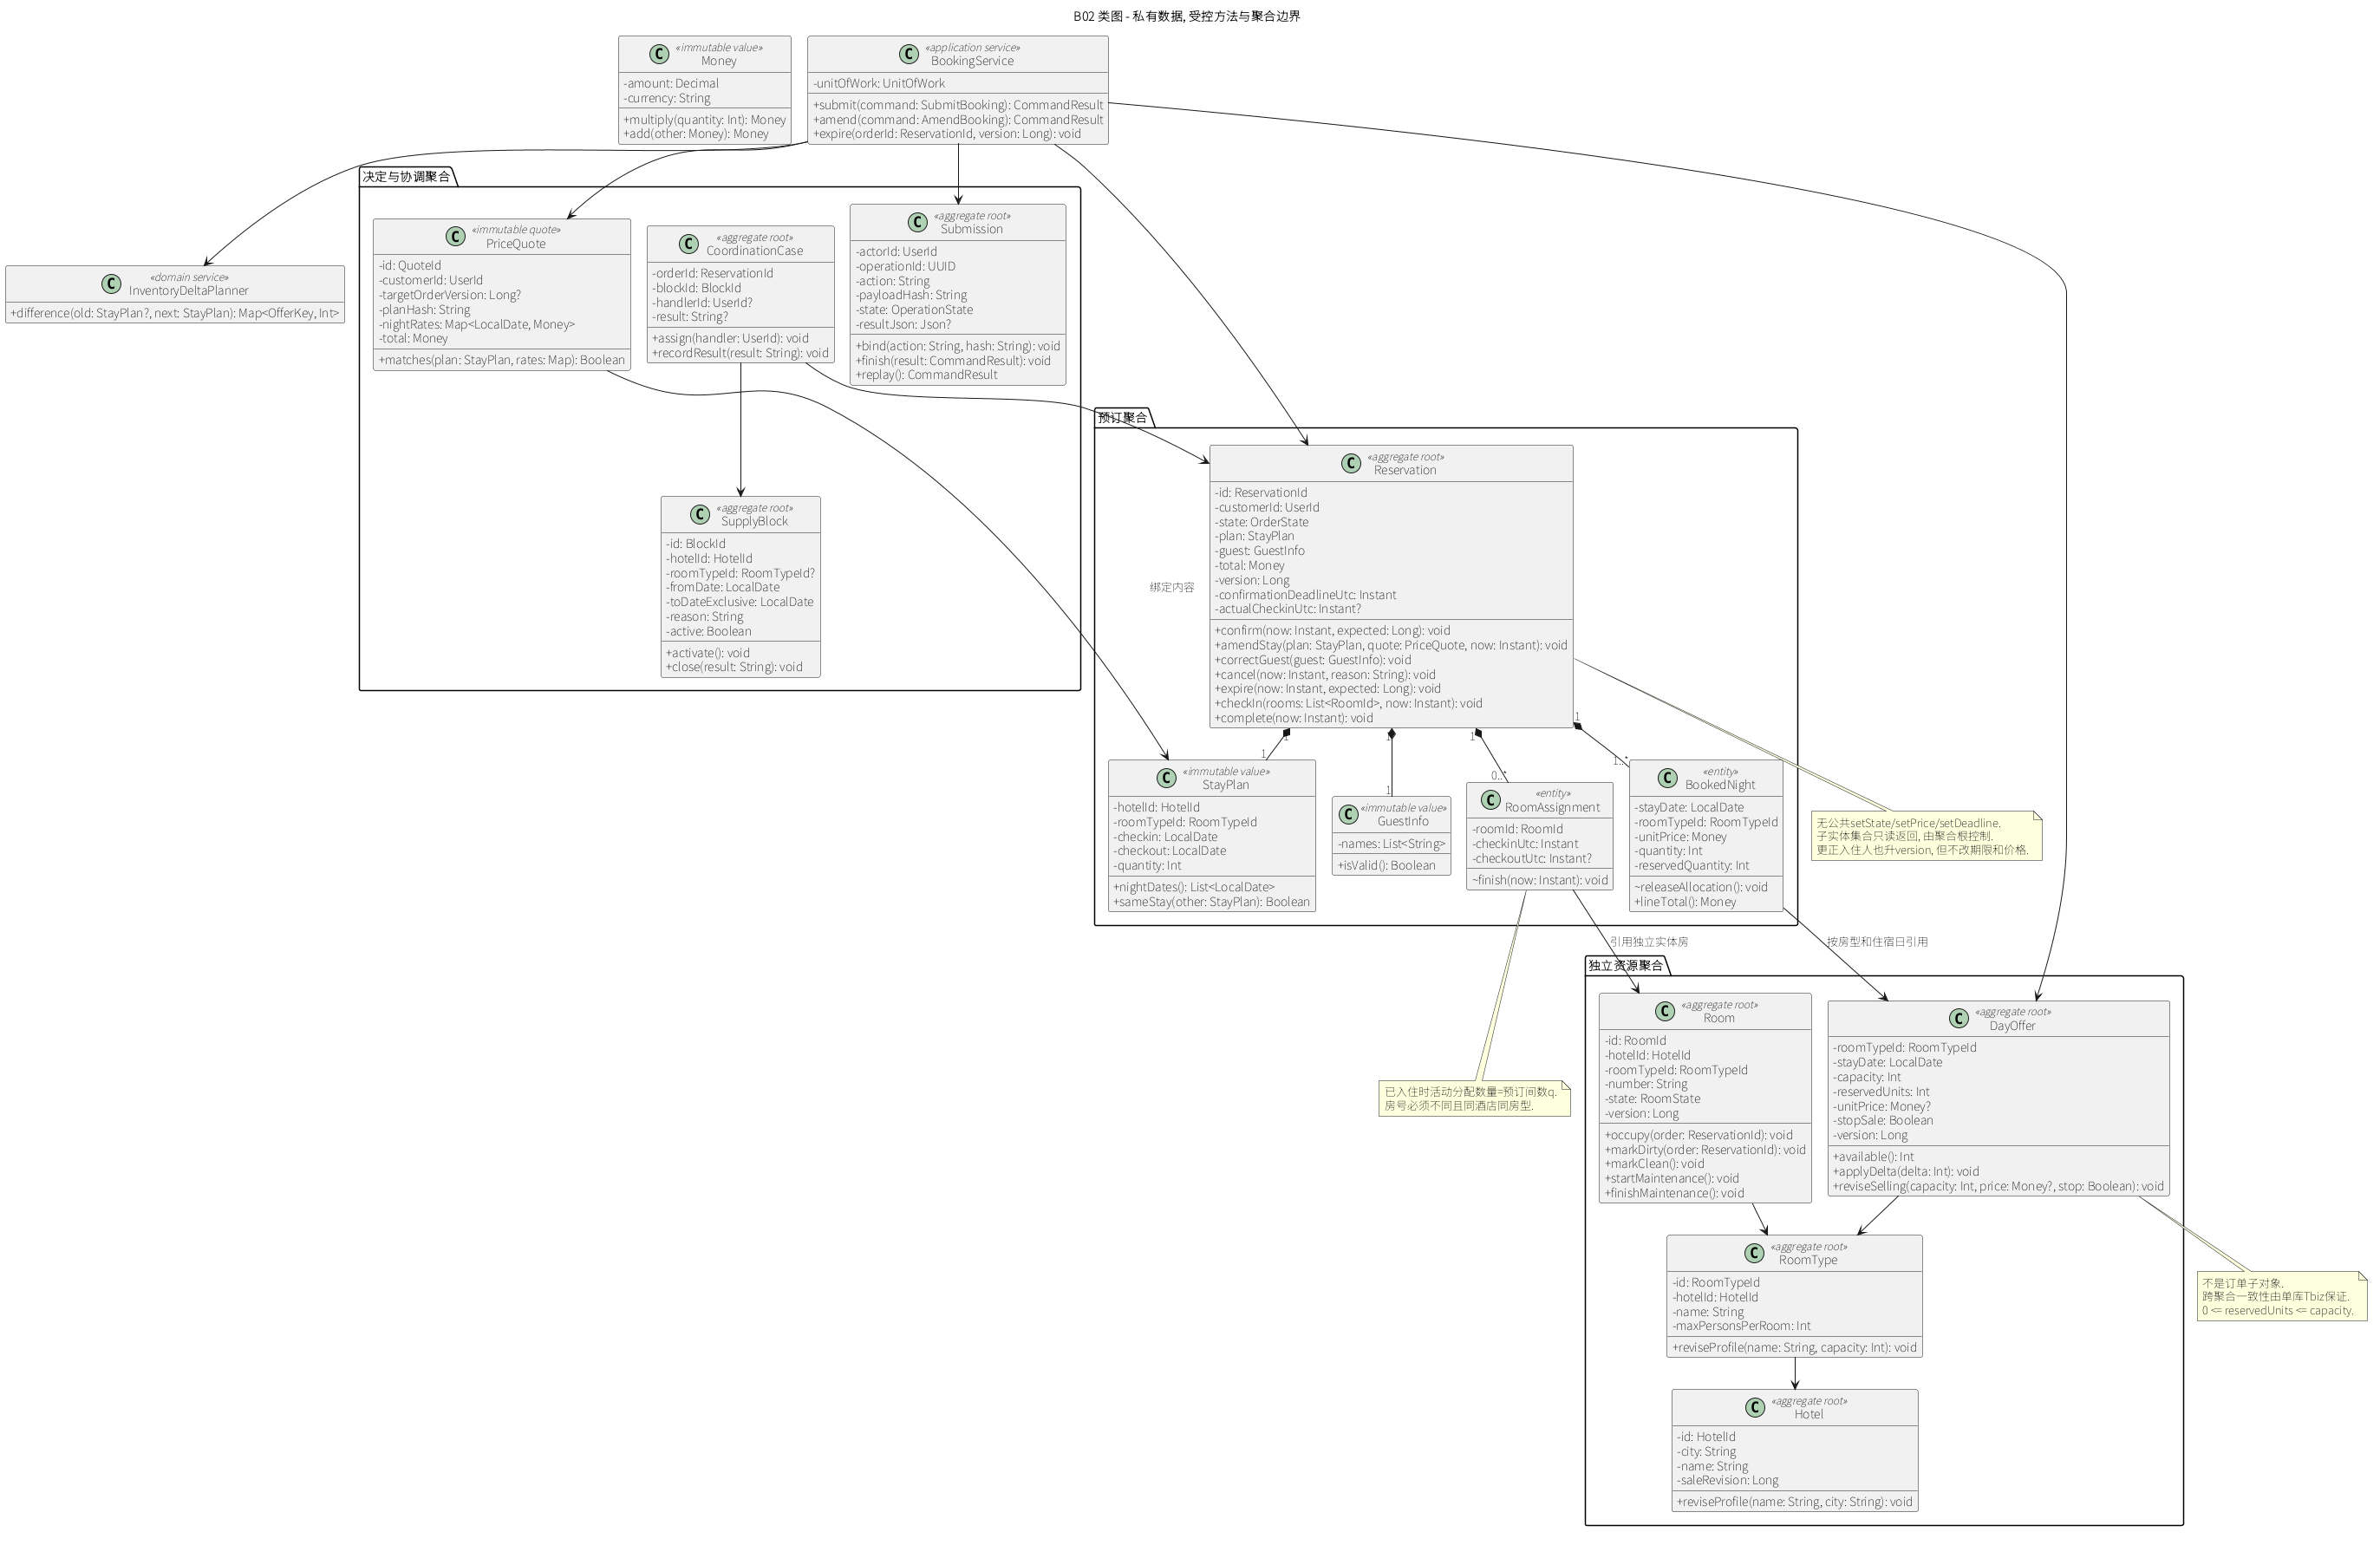 B02 类图 - 私有数据, 受控方法与聚合边界
C «immutable value»
Money
-amount: Decimal
-currency: String
+multiply(quantity: Int): Money
+add(other: Money): Money
C «application service»
BookingService
-unitOfWork: UnitOfWork
+submit(command: SubmitBooking): CommandResult
+amend(command: AmendBooking): CommandResult
+expire(orderId: ReservationId, version: Long): void
C «domain service»
InventoryDeltaPlanner
+difference(old: StayPlan?, next: StayPlan): Map<OfferKey, Int>
决定与协调聚合
C «immutable quote»
PriceQuote
-id: QuoteId
-customerId: UserId
-targetOrderVersion: Long?
-planHash: String
-nightRates: Map<LocalDate, Money>
-total: Money
+matches(plan: StayPlan, rates: Map): Boolean
C «aggregate root»
CoordinationCase
-orderId: ReservationId
-blockId: BlockId
-handlerId: UserId?
-result: String?
+assign(handler: UserId): void
+recordResult(result: String): void
C «aggregate root»
Submission
-actorId: UserId
-operationId: UUID
-action: String
-payloadHash: String
-state: OperationState
-resultJson: Json?
+bind(action: String, hash: String): void
+finish(result: CommandResult): void
+replay(): CommandResult
C «aggregate root»
SupplyBlock
-id: BlockId
-hotelId: HotelId
-roomTypeId: RoomTypeId?
-fromDate: LocalDate
-toDateExclusive: LocalDate
-reason: String
-active: Boolean
+activate(): void
+close(result: String): void
预订聚合
C «aggregate root»
Reservation
-id: ReservationId
-customerId: UserId
-state: OrderState
-plan: StayPlan
-guest: GuestInfo
-total: Money
-version: Long
-confirmationDeadlineUtc: Instant
-actualCheckinUtc: Instant?
+confirm(now: Instant, expected: Long): void
+amendStay(plan: StayPlan, quote: PriceQuote, now: Instant): void
+correctGuest(guest: GuestInfo): void
+cancel(now: Instant, reason: String): void
+expire(now: Instant, expected: Long): void
+checkIn(rooms: List<RoomId>, now: Instant): void
+complete(now: Instant): void
绑定内容
1
1
1
1
1
1
0..*
1..*
C «immutable value»
StayPlan
-hotelId: HotelId
-roomTypeId: RoomTypeId
-checkin: LocalDate
-checkout: LocalDate
-quantity: Int
+nightDates(): List<LocalDate>
+sameStay(other: StayPlan): Boolean
C «immutable value»
GuestInfo
-names: List<String>
+isValid(): Boolean
C «entity»
RoomAssignment
-roomId: RoomId
-checkinUtc: Instant
-checkoutUtc: Instant?
~finish(now: Instant): void
C «entity»
BookedNight
-stayDate: LocalDate
-roomTypeId: RoomTypeId
-unitPrice: Money
-quantity: Int
-reservedQuantity: Int
~releaseAllocation(): void
+lineTotal(): Money
无公共setState/setPrice/setDeadline.
子实体集合只读返回, 由聚合根控制.
更正入住人也升version, 但不改期限和价格.
引用独立实体房
按房型和住宿日引用
已入住时活动分配数量=预订间数q.
房号必须不同且同酒店同房型.
独立资源聚合
C «aggregate root»
Room
-id: RoomId
-hotelId: HotelId
-roomTypeId: RoomTypeId
-number: String
-state: RoomState
-version: Long
+occupy(order: ReservationId): void
+markDirty(order: ReservationId): void
+markClean(): void
+startMaintenance(): void
+finishMaintenance(): void
C «aggregate root»
DayOffer
-roomTypeId: RoomTypeId
-stayDate: LocalDate
-capacity: Int
-reservedUnits: Int
-unitPrice: Money?
-stopSale: Boolean
-version: Long
+available(): Int
+applyDelta(delta: Int): void
+reviseSelling(capacity: Int, price: Money?, stop: Boolean): void
C «aggregate root»
RoomType
-id: RoomTypeId
-hotelId: HotelId
-name: String
-maxPersonsPerRoom: Int
+reviseProfile(name: String, capacity: Int): void
不是订单子对象.
跨聚合一致性由单库Tbiz保证.
0 <= reservedUnits <= capacity.
C «aggregate root»
Hotel
-id: HotelId
-city: String
-name: String
-saleRevision: Long
+reviseProfile(name: String, city: String): void